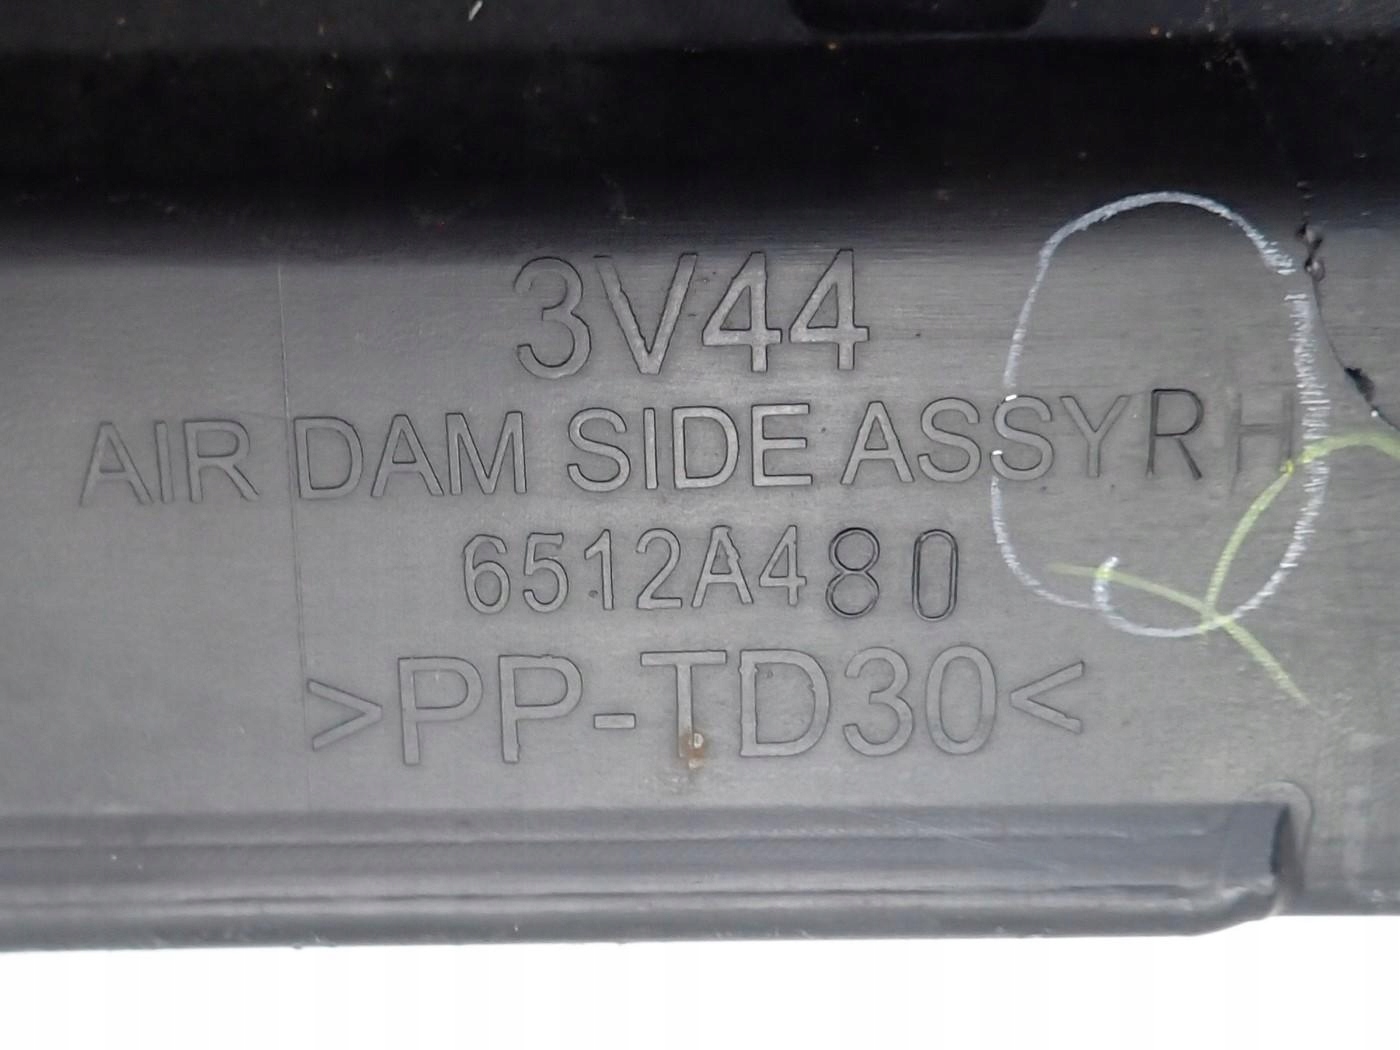 3V44
AIR DAM SIDE ASSY RH
6512A480
>PP-TD30<